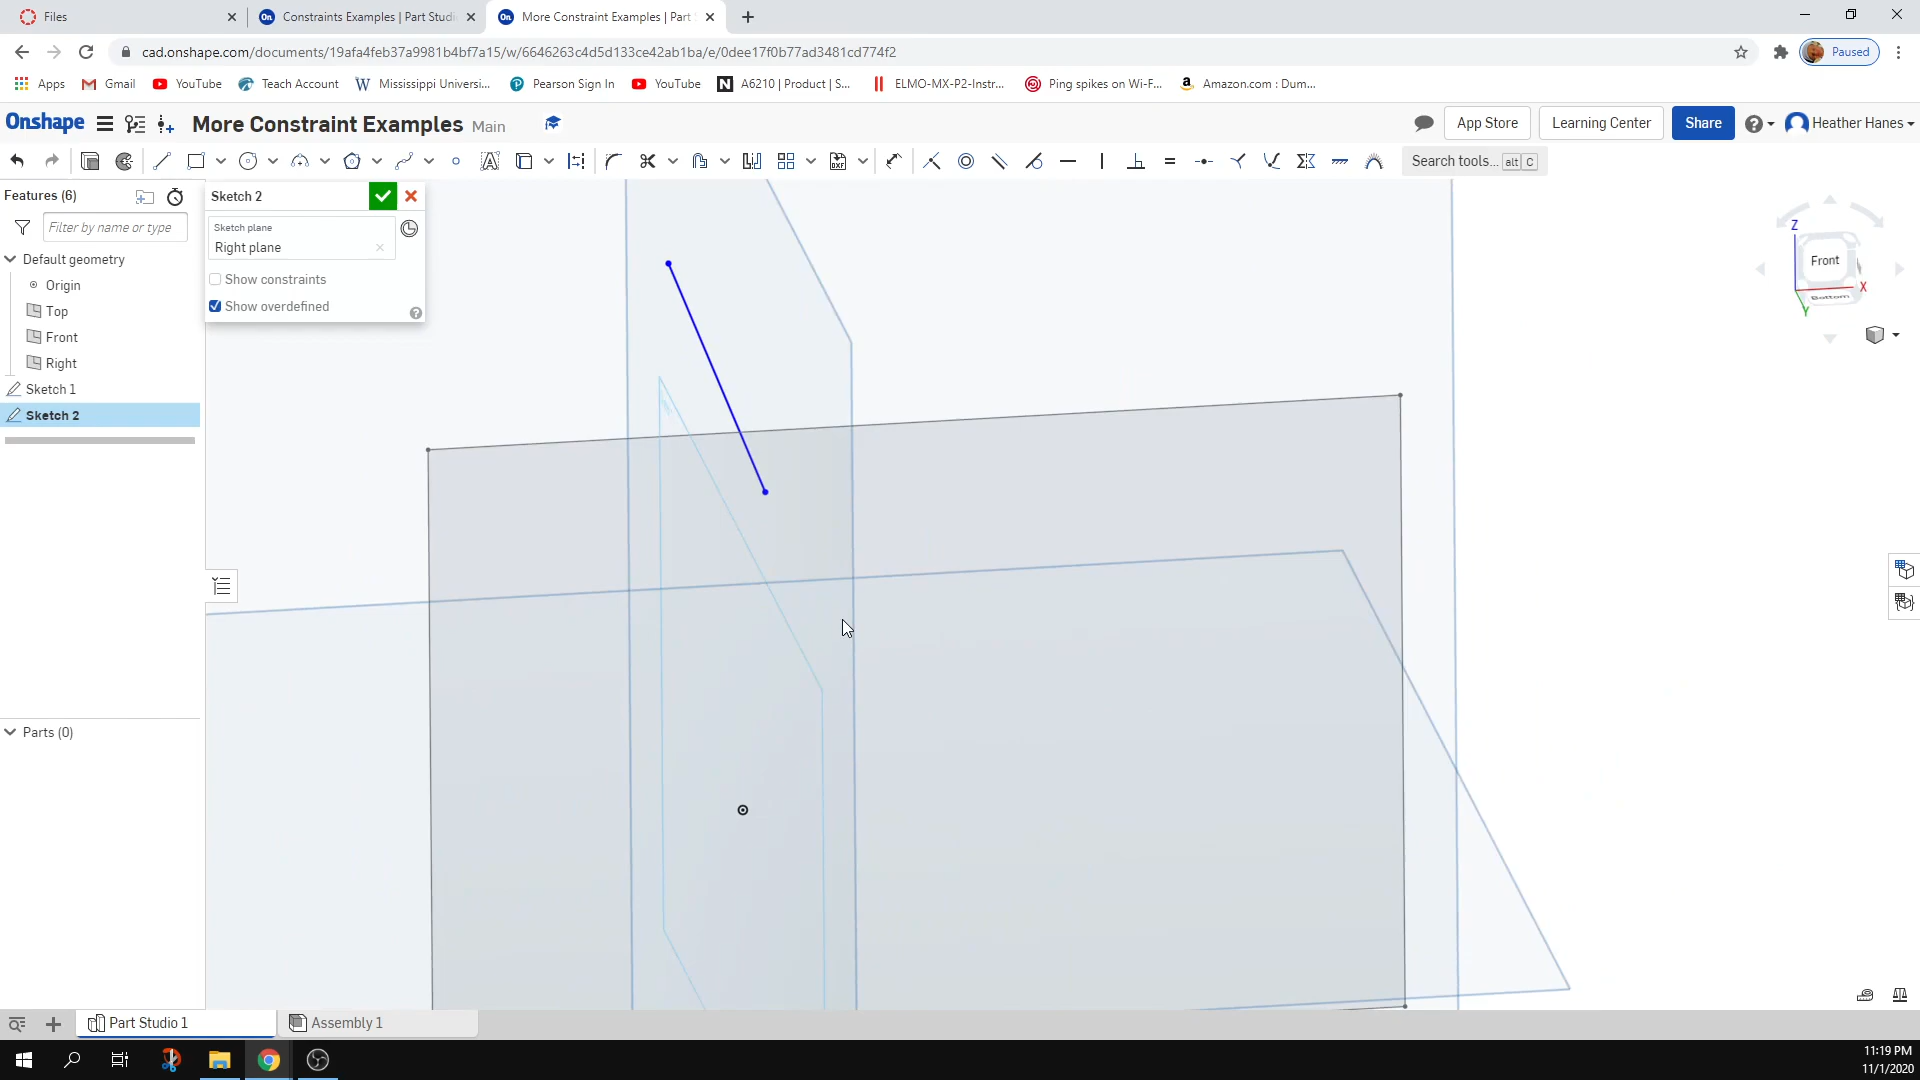 Files
Constraints Examples | Part Studi
More Constraint Examples | Part
cad.onshape.com/documents/19afa4feb37a9981b4bf7a15/w/6646263c4d5d133ce42ab1ba/e/0dee17f0b77ad3481cd774f2
Paused
Apps
Gmail
YouTube
Teach Account
Mississippi Universi...
Pearson Sign In
YouTube
A6210 | Product | S...
ELMO-MX-P2-Instr...
Ping spikes on Wi-F...
Amazon.com : Dum...
Onshape
More Constraint Examples Main
App Store
Learning Center
Share
Heather Hanes
Search tools... alt C
Features (6)
Filter by name or type
Default geometry
Origin
Top
Front
Right
Sketch 1
Sketch 2
Parts (0)
Sketch 2
Sketch plane
Right plane
Show constraints
Show overdefined
Z
Front
X
Bottom
Y
Part Studio 1
Assembly 1
11:19 PM
11/1/2020